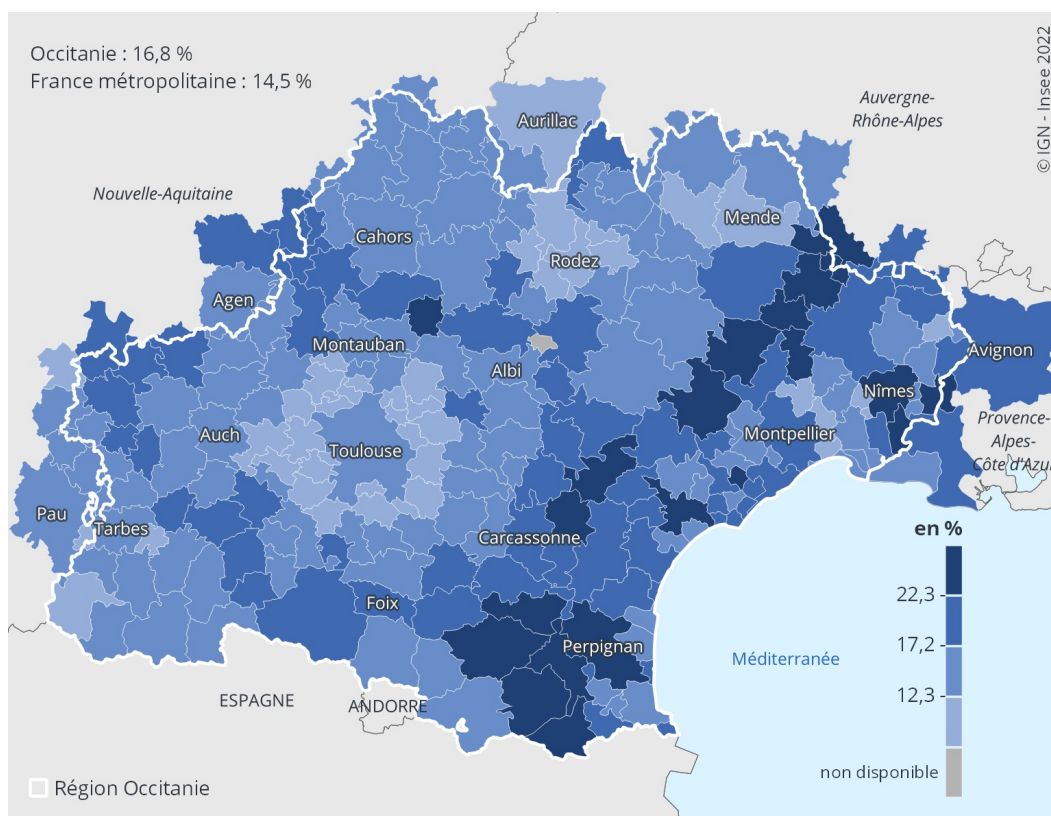 Occitanie : 16,8 %
France métropolitaine : 14,5 %
© IGN - Insee 2022
Auvergne-
Rhône-Alpes
Nouvelle-Aquitaine
Aurillac
Mende
Cahors
Rodez
Agen
Montauban
Albi
Avignon
Nîmes
Provence-
Alpes-
Côte d'Azur
Auch
Toulouse
Montpellier
Pau
Tarbes
Carcassonne
en %
22,3
17,2
12,3
non disponible
Foix
Perpignan
Méditerranée
ESPAGNE
ANDORRE
Région Occitanie